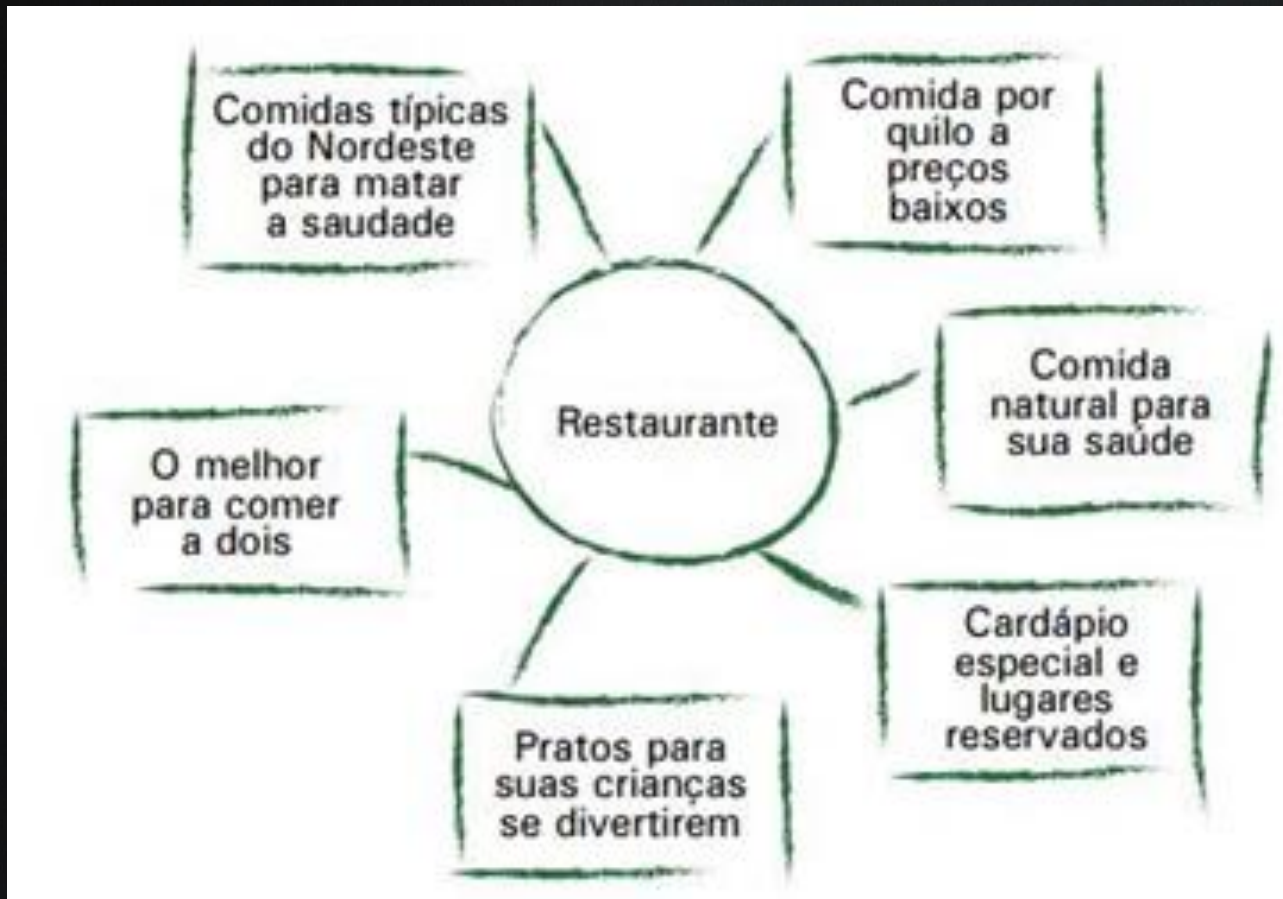 Comidas típicas
do Nordeste
para matar
a saudade
Comida por
quilo a
preços
baixos
Restaurante
Comida
natural para
sua saúde
O melhor
para comer
a dois
Cardápio
especial e
lugares
reservados
Pratos para
suas crianças
se divertirem